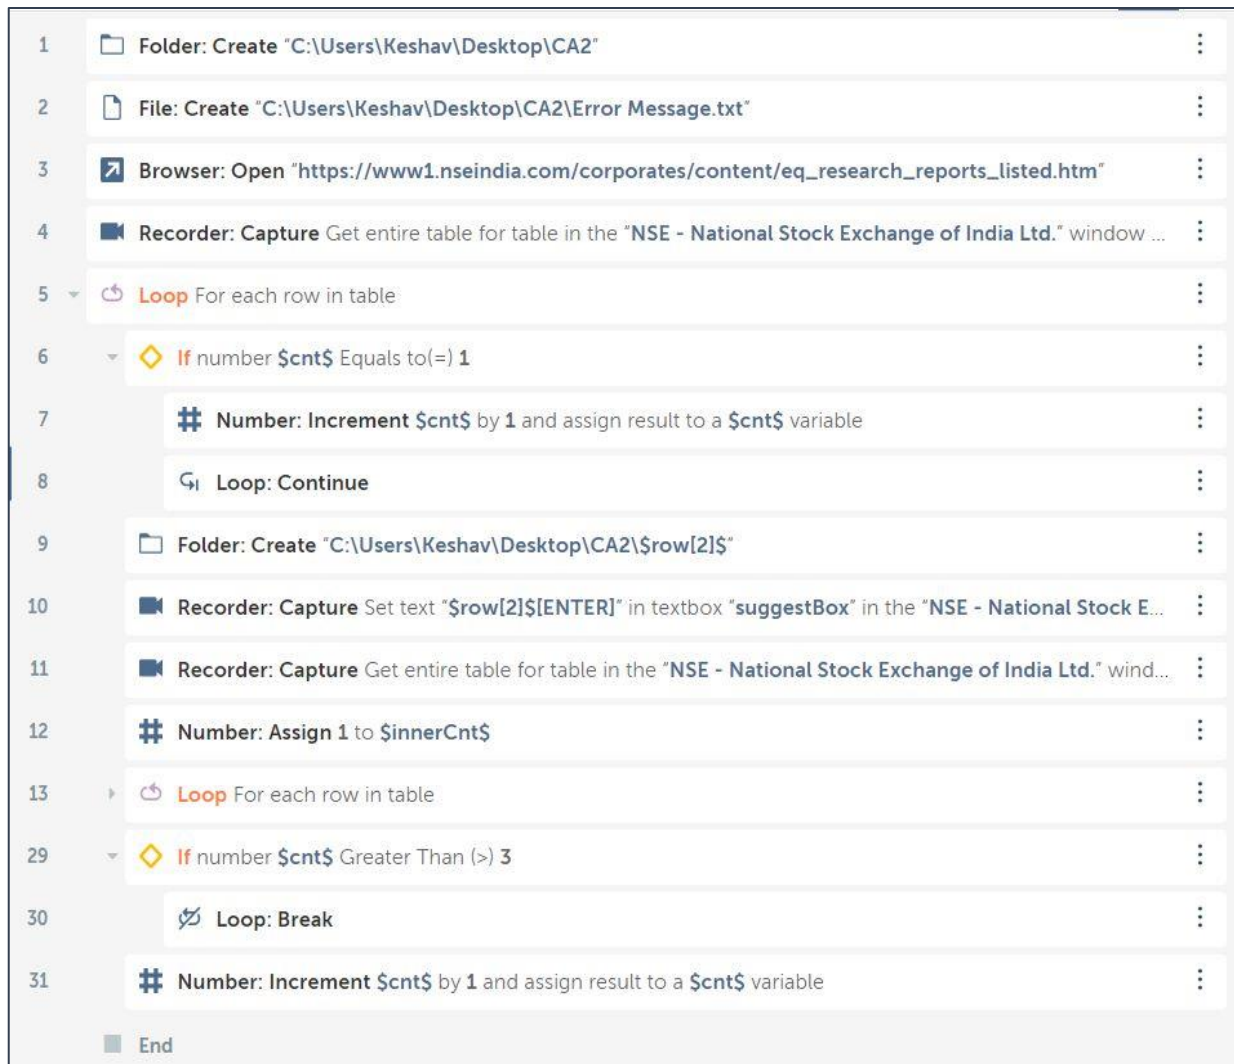 1 Folder: Create "C:\Users\Keshav\Desktop\CA2"
2 File: Create "C:\Users\Keshav\Desktop\CA2\Error Message.txt"
3 Browser: Open "https://www1.nseindia.com/corporates/content/eq_research_reports_listed.htm"
4 Recorder: Capture Get entire table for table in the "NSE - National Stock Exchange of India Ltd." window ...
5 Loop For each row in table
6 If number $cnt$ Equals to(=) 1
7 Number: Increment $cnt$ by 1 and assign result to a $cnt$ variable
8 Loop: Continue
9 Folder: Create "C:\Users\Keshav\Desktop\CA2\$row[2]$"
10 Recorder: Capture Set text "$row[2]$[ENTER]" in textbox "suggestBox" in the "NSE - National Stock E...
11 Recorder: Capture Get entire table for table in the "NSE - National Stock Exchange of India Ltd." wind...
12 Number: Assign 1 to $innerCnt$
13 Loop For each row in table
29 If number $cnt$ Greater Than (>) 3
30 Loop: Break
31 Number: Increment $cnt$ by 1 and assign result to a $cnt$ variable
End